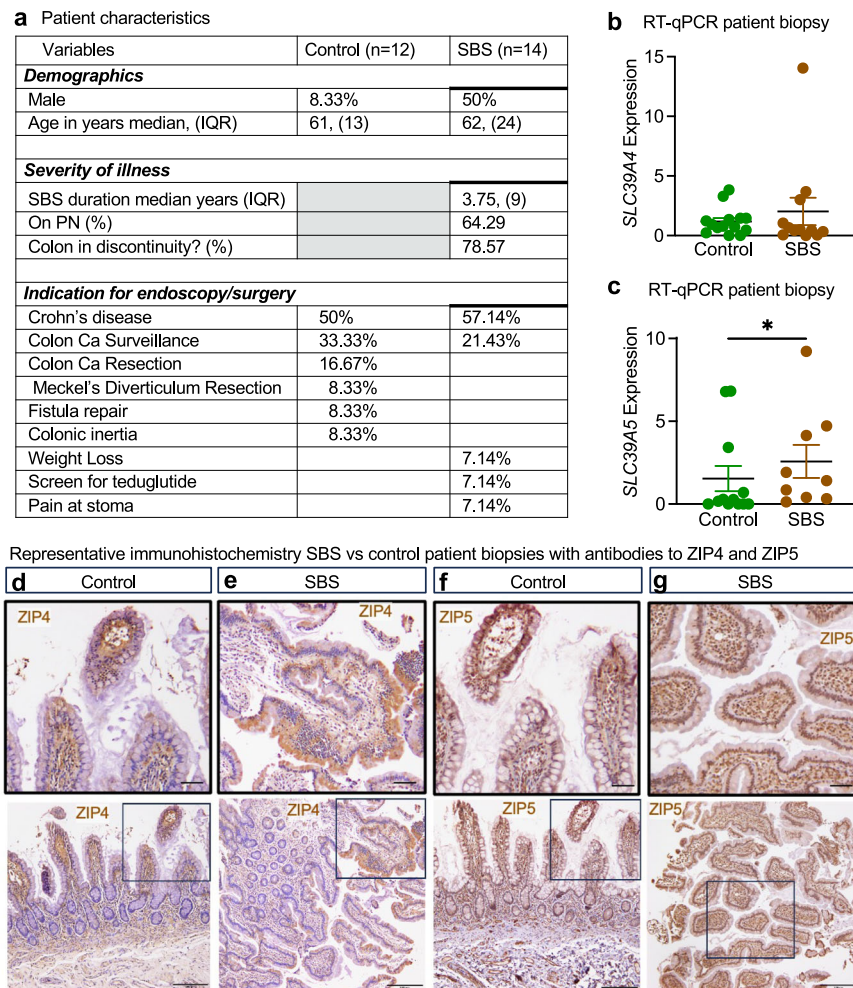 a Patient characteristics
Variables Control (n=12) SBS (n=14)
Demographics
Male 8.33% 50%
Age in years median, (IQR) 61, (13) 62, (24)
Severity of illness
SBS duration median years (IQR) 3.75, (9)
On PN (%) 64.29
Colon in discontinuity? (%) 78.57
Indication for endoscopy/surgery
Crohn's disease 50% 57.14%
Colon Ca Surveillance 33.33% 21.43%
Colon Ca Resection 16.67%
Meckel's Diverticulum Resection 8.33%
Fistula repair 8.33%
Colonic inertia 8.33%
Weight Loss 7.14%
Screen for teduglutide 7.14%
Pain at stoma 7.14%
b RT-qPCR patient biopsy
SLC39A4 Expression
15
10
5
0
Control SBS
c RT-qPCR patient biopsy
SLC39A5 Expression
*
10
5
0
Control SBS
Representative immunohistochemistry SBS vs control patient biopsies with antibodies to ZIP4 and ZIP5
d Control e SBS f Control g SBS
ZIP4 ZIP4 ZIP5 ZIP5
ZIP4 ZIP4 ZIP5 ZIP5